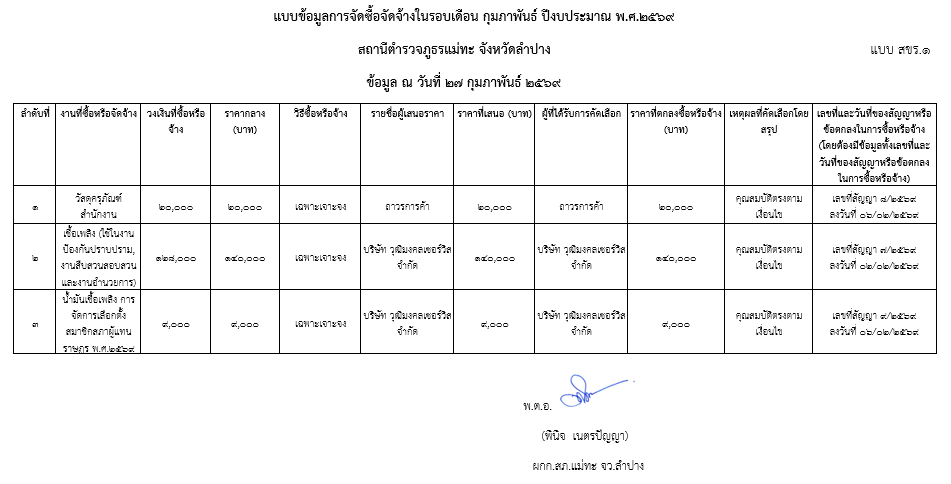 แบบข้อมูลการจัดซื้อจัดจ้างในรอบเดือน กุมภาพันธ์ ปีงบประมาณ พ.ศ.๒๕๖๙
สถานีตำรวจภูธรแม่ทะ จังหวัดลำปาง
แบบ สขร.๑
ข้อมูล ณ วันที่ ๒๗ กุมภาพันธ์ ๒๕๖๙
ลำดับที่ งานที่ซื้อหรือจัดจ้าง วงเงินที่ซื้อหรือจ้าง ราคากลาง (บาท) วิธีซื้อหรือจ้าง รายชื่อผู้เสนอราคา ราคาที่เสนอ (บาท) ผู้ที่ได้รับการคัดเลือก ราคาที่ตกลงซื้อหรือจ้าง (บาท) เหตุผลที่คัดเลือกโดยสรุป เลขที่และวันที่ของสัญญาหรือข้อตกลงในการซื้อหรือจ้าง (โดยต้องมีข้อมูลทั้งเลขที่และวันที่ของสัญญาหรือข้อตกลงในการซื้อหรือจ้าง)
๑ วัสดุครุภัณฑ์สำนักงาน ๒๐,๐๐๐ ๒๐,๐๐๐ เฉพาะเจาะจง ถาวรการค้า ๒๐,๐๐๐ ถาวรการค้า ๒๐,๐๐๐ คุณสมบัติตรงตามเงื่อนไข เลขที่สัญญา ๘/๒๕๖๙ ลงวันที่ ๐๖/๐๒/๒๕๖๙
๒ เชื้อเพลิง (ใช้ในงานป้องกันปราบปราม, งานสืบสวนสอบสวน และงานอำนวยการ) ๑๒๘,๐๐๐ ๑๔๐,๐๐๐ เฉพาะเจาะจง บริษัท วุฒิมงคลเซอร์วิส จำกัด ๑๔๐,๐๐๐ บริษัท วุฒิมงคลเซอร์วิส จำกัด ๑๔๐,๐๐๐ คุณสมบัติตรงตามเงื่อนไข เลขที่สัญญา ๗/๒๕๖๙ ลงวันที่ ๐๒/๐๒/๒๕๖๙
๓ น้ำมันเชื้อเพลิง การจัดการเลือกตั้งสมาชิกสภาผู้แทนราษฎร พ.ศ.๒๕๖๙ ๙,๐๐๐ ๙,๐๐๐ เฉพาะเจาะจง บริษัท วุฒิมงคลเซอร์วิส จำกัด ๙,๐๐๐ บริษัท วุฒิมงคลเซอร์วิส จำกัด ๙,๐๐๐ คุณสมบัติตรงตามเงื่อนไข เลขที่สัญญา ๙/๒๕๖๙ ลงวันที่ ๐๖/๐๒/๒๕๖๙
พ.ต.อ.
(พินิจ เนตรปัญญา)
ผกก.สภ.แม่ทะ จว.ลำปาง